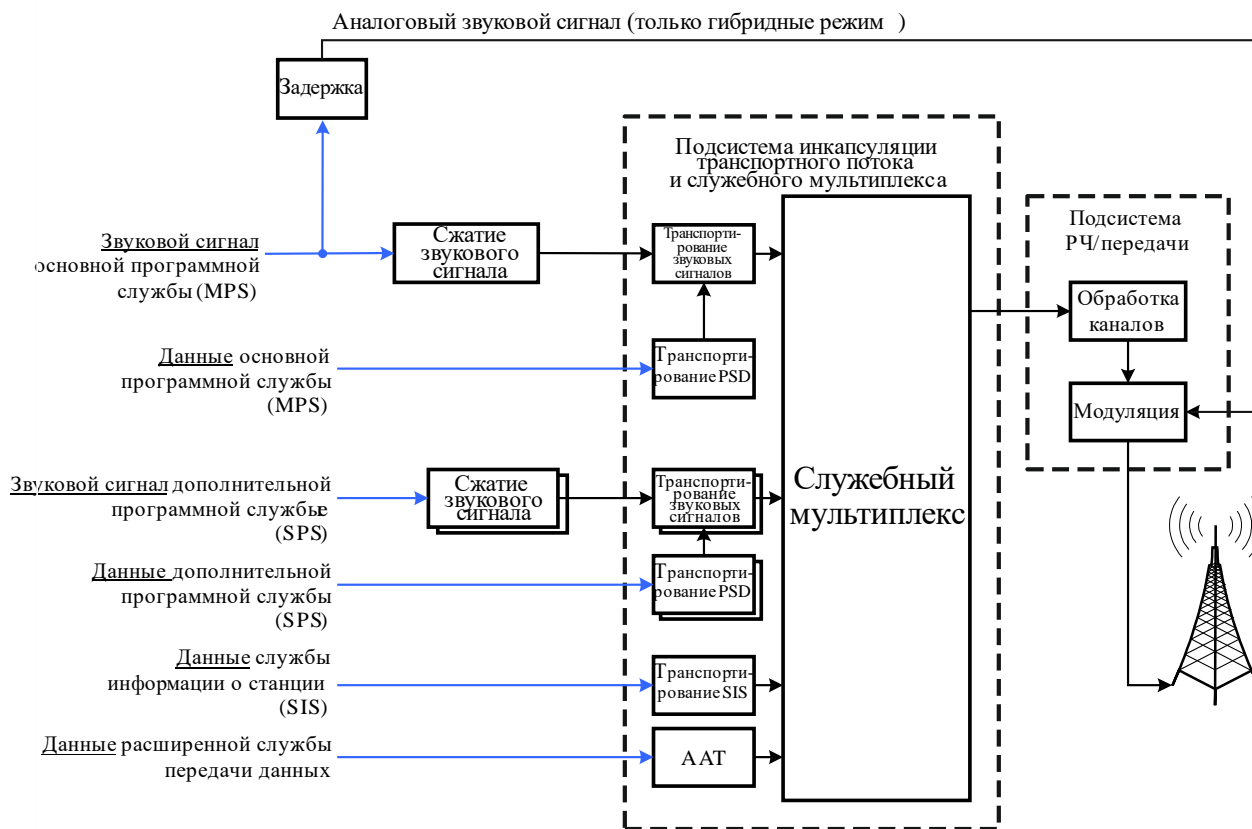 Аналоговый звуковой сигнал (только гибридные режим )
Задержка
Подсистема инкапсуляции
транспортного потока
и служебного мультиплекса
Звуковой сигнал
основной программной
службы (MPS)
Сжатие
звукового
сигнала
Транспорти-
рование
звуковых
сигналов
Подсистема
РЧ/передачи
Обработка
каналов
Данные основной
программной службы
(MPS)
Транспорти-
рование PSD
Модуляция
Звуковой сигнал дополнительной
программной службы
(SPS)
Сжатие
звукового
сигнала
Транспорти-
рование
звуковых
сигналов
Служебный
мультиплекс
Данные дополнительной
программной службы
(SPS)
Транспорти-
рование PSD
Данные службы
информации о станции
(SIS)
Транспорти-
рование SIS
Данные расширенной службы
передачи данных
AAT